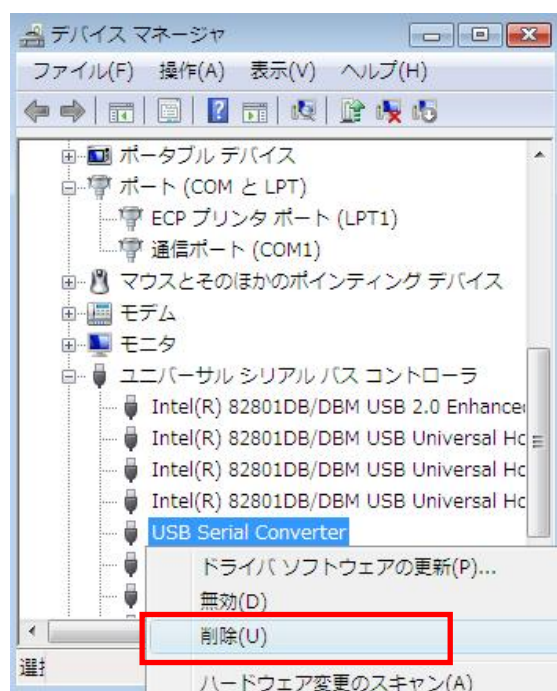 デバイス マネージャ
ファイル(F) 操作(A) 表示(V) ヘルプ(H)
ポータブル デバイス
ポート (COM と LPT)
ECP プリンタ ポート (LPT1)
通信ポート (COM1)
マウスとそのほかのポインティング デバイス
モデム
モニタ
ユニバーサル シリアル バス コントローラ
Intel(R) 82801DB/DBM USB 2.0 Enhanced
Intel(R) 82801DB/DBM USB Universal Hc
Intel(R) 82801DB/DBM USB Universal Hc
Intel(R) 82801DB/DBM USB Universal Hc
USB Serial Converter
ドライバ ソフトウェアの更新(P)...
無効(D)
削除(U)
ハードウェア変更のスキャン(A)